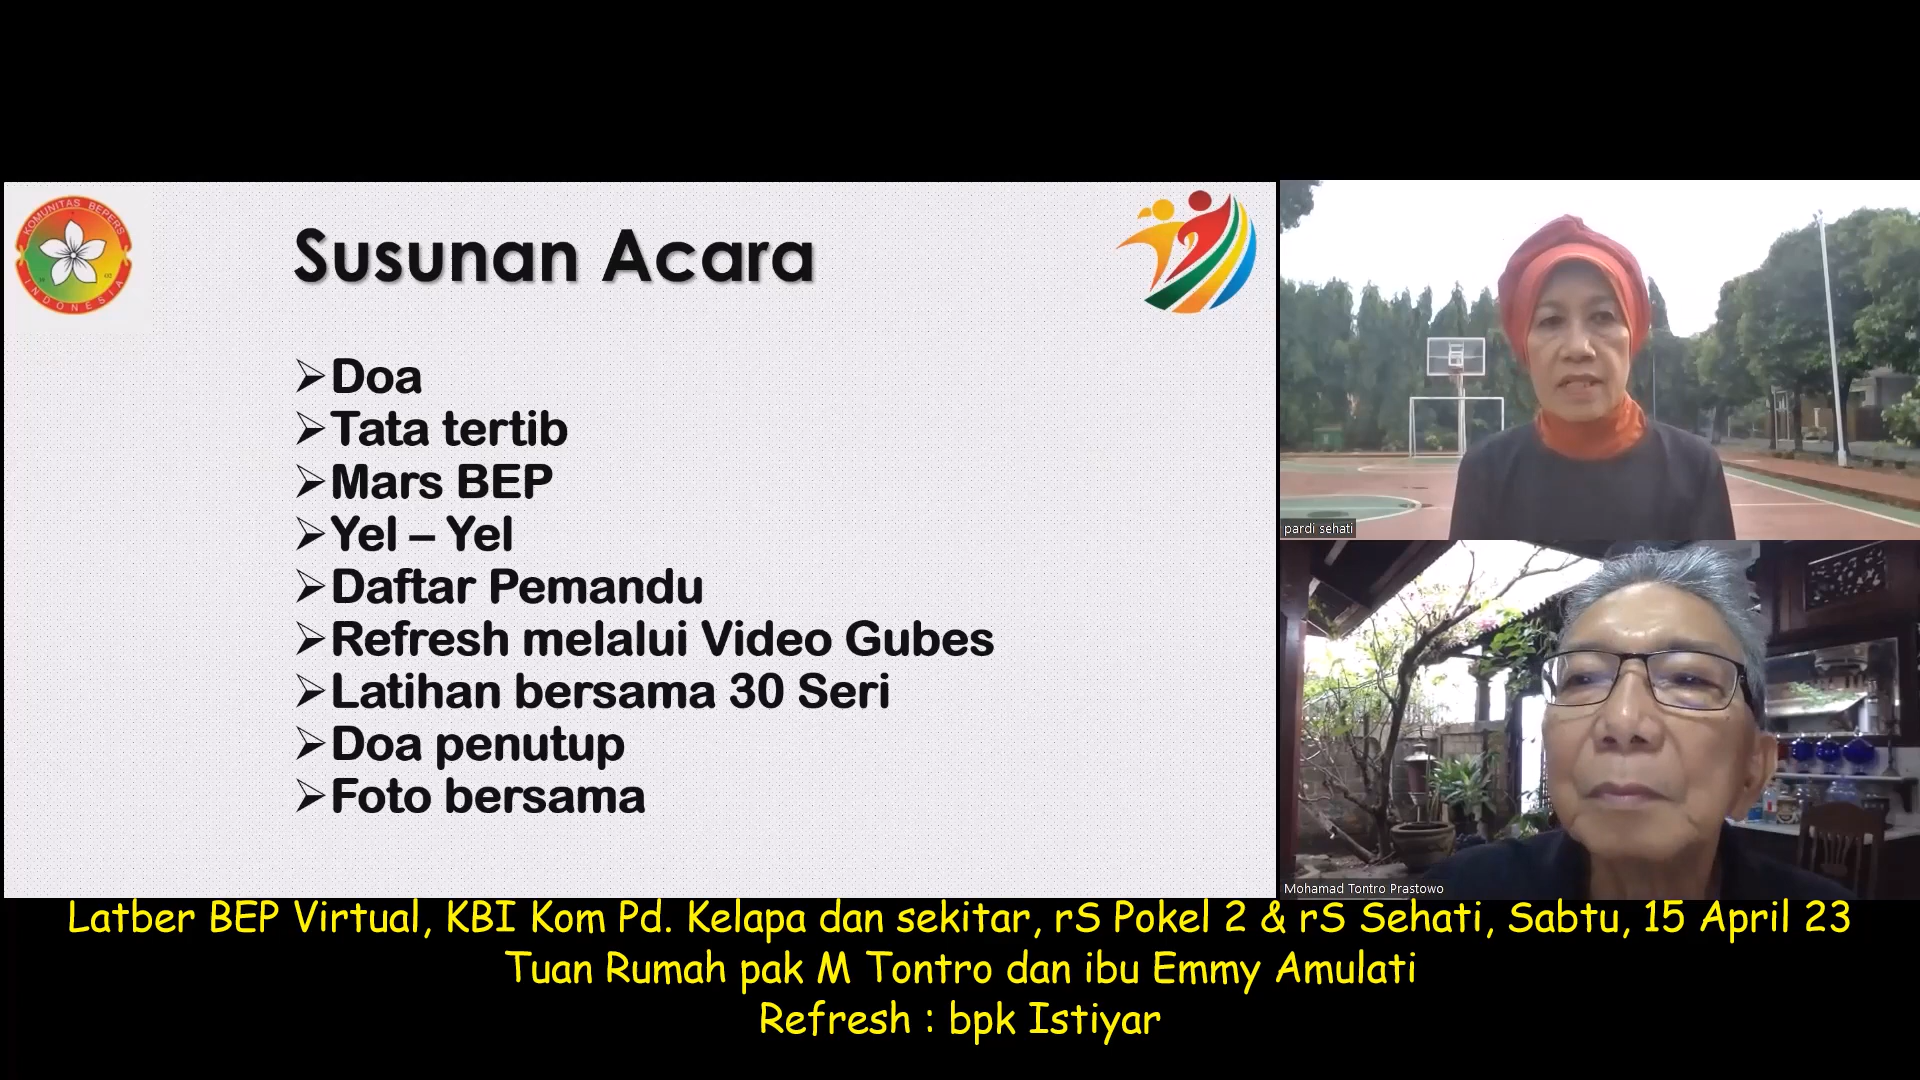 KOMUNITAS BEPERS
INDONESIA
Susunan Acara
➢Doa
➢Tata tertib
➢Mars BEP
➢Yel – Yel
➢Daftar Pemandu
➢Refresh melalui Video Gubes
➢Latihan bersama 30 Seri
➢Doa penutup
➢Foto bersama
pardi sehati
Mohamad Tontro Prastowo
Latber BEP Virtual, KBI Kom Pd. Kelapa dan sekitar, rS Pokel 2 & rS Sehati, Sabtu, 15 April 23
Tuan Rumah pak M Tontro dan ibu Emmy Amulati
Refresh : bpk Istiyar